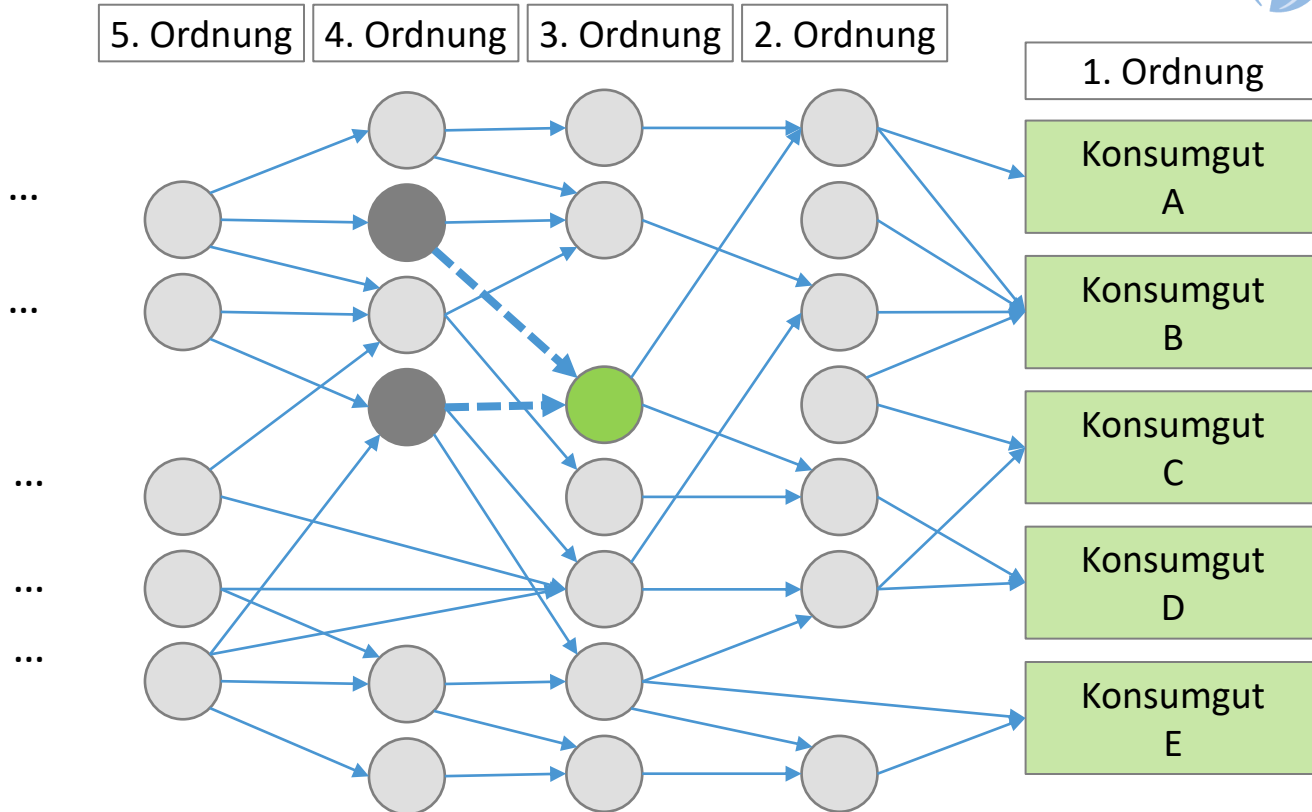 5. Ordnung
4. Ordnung
3. Ordnung
2. Ordnung
1. Ordnung
...
...
...
...
...
Konsumgut
A
Konsumgut
B
Konsumgut
C
Konsumgut
D
Konsumgut
E